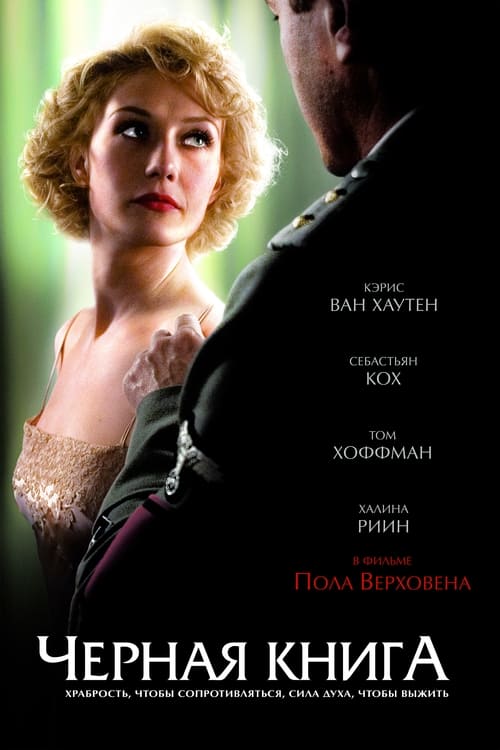 КЭРИС
ВАН ХАУТЕН
СЕБАСТЬЯН
КОХ
ТОМ
ХОФФМАН
ХАЛИНА
РИИН
В ФИЛЬМЕ
ПОЛА ВЕРХОВЕНА
ЧЕРНАЯ КНИГА
ХРАБРОСТЬ, ЧТОБЫ СОПРОТИВЛЯТЬСЯ, СИЛА ДУХА, ЧТОБЫ ВЫЖИТЬ